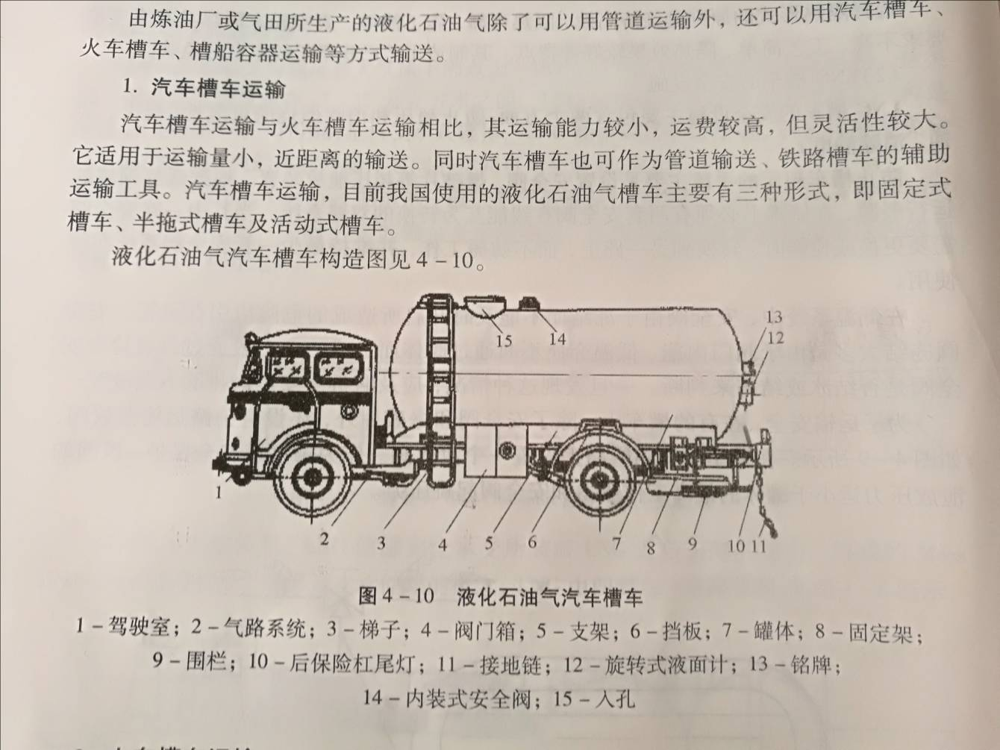 由炼油厂或气田所生产的液化石油气除了可以用管道运输外，还可以用汽车槽车、
火车槽车、槽船容器运输等方式输送。
1. 汽车槽车运输
汽车槽车运输与火车槽车运输相比，其运输能力较小，运费较高，但灵活性较大。
它适用于运输量小，近距离的输送。同时汽车槽车也可作为管道输送、铁路槽车的辅助
运输工具。汽车槽车运输，目前我国使用的液化石油气槽车主要有三种形式，即固定式
槽车、半拖式槽车及活动式槽车。
液化石油气汽车槽车构造图见 4－10。
13
15 14 12
1
2 3 4 5 6 7 8 9 10 11
图 4－10 液化石油气汽车槽车
1－驾驶室；2－气路系统；3－梯子；4－阀门箱；5－支架；6－挡板；7－罐体；8－固定架；
9－围栏；10－后保险杠尾灯；11－接地链；12－旋转式液面计；13－铭牌；
14－内装式安全阀；15－人孔